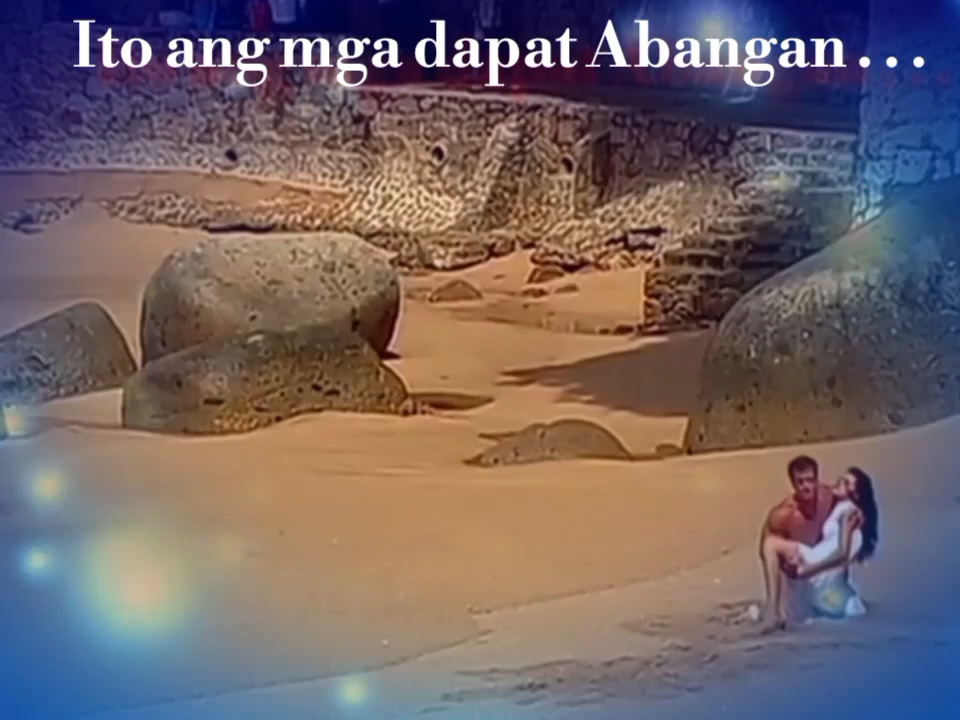 Ito ang mga dapat Abangan . . .